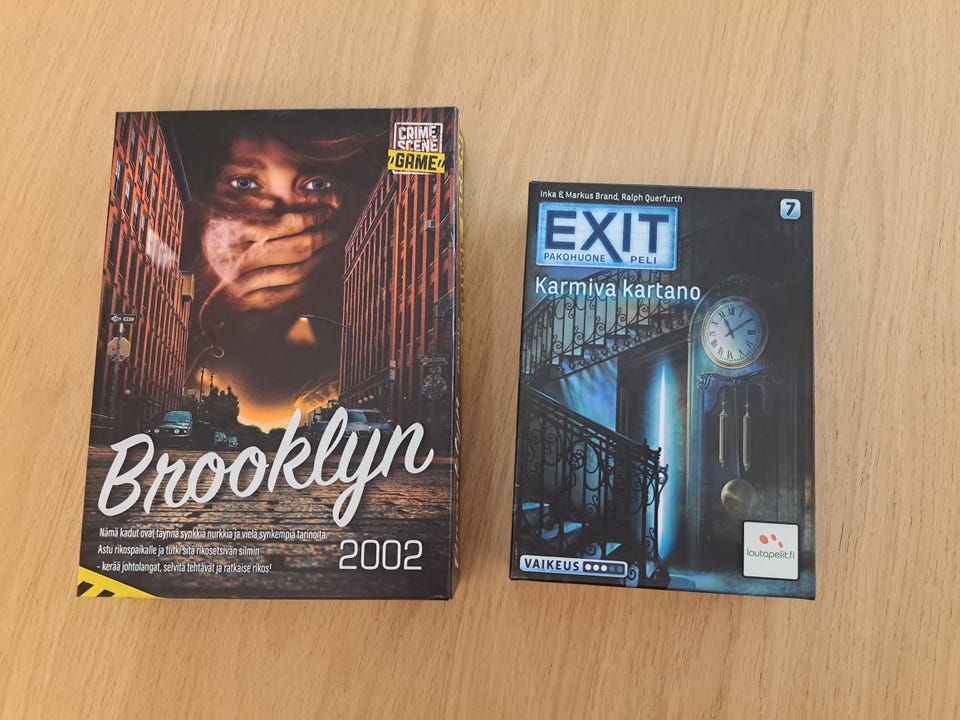 CRIME
SCENE
GAME
Brooklyn
Nämä kadut ovat täynnä synkkiä nurkkia ja vielä synkempiä tarinoita.
Astu rikospaikalle ja tutki sitä rikosetsivän silmin
- kerää johtolangat, selvitä tehtävät ja ratkaise rikos!
2002
Inka & Markus Brand, Ralph Querfurth
7
EXIT
PAKOHUONE PELI
Karmiva kartano
VAIKEUS
lautapelit.fi